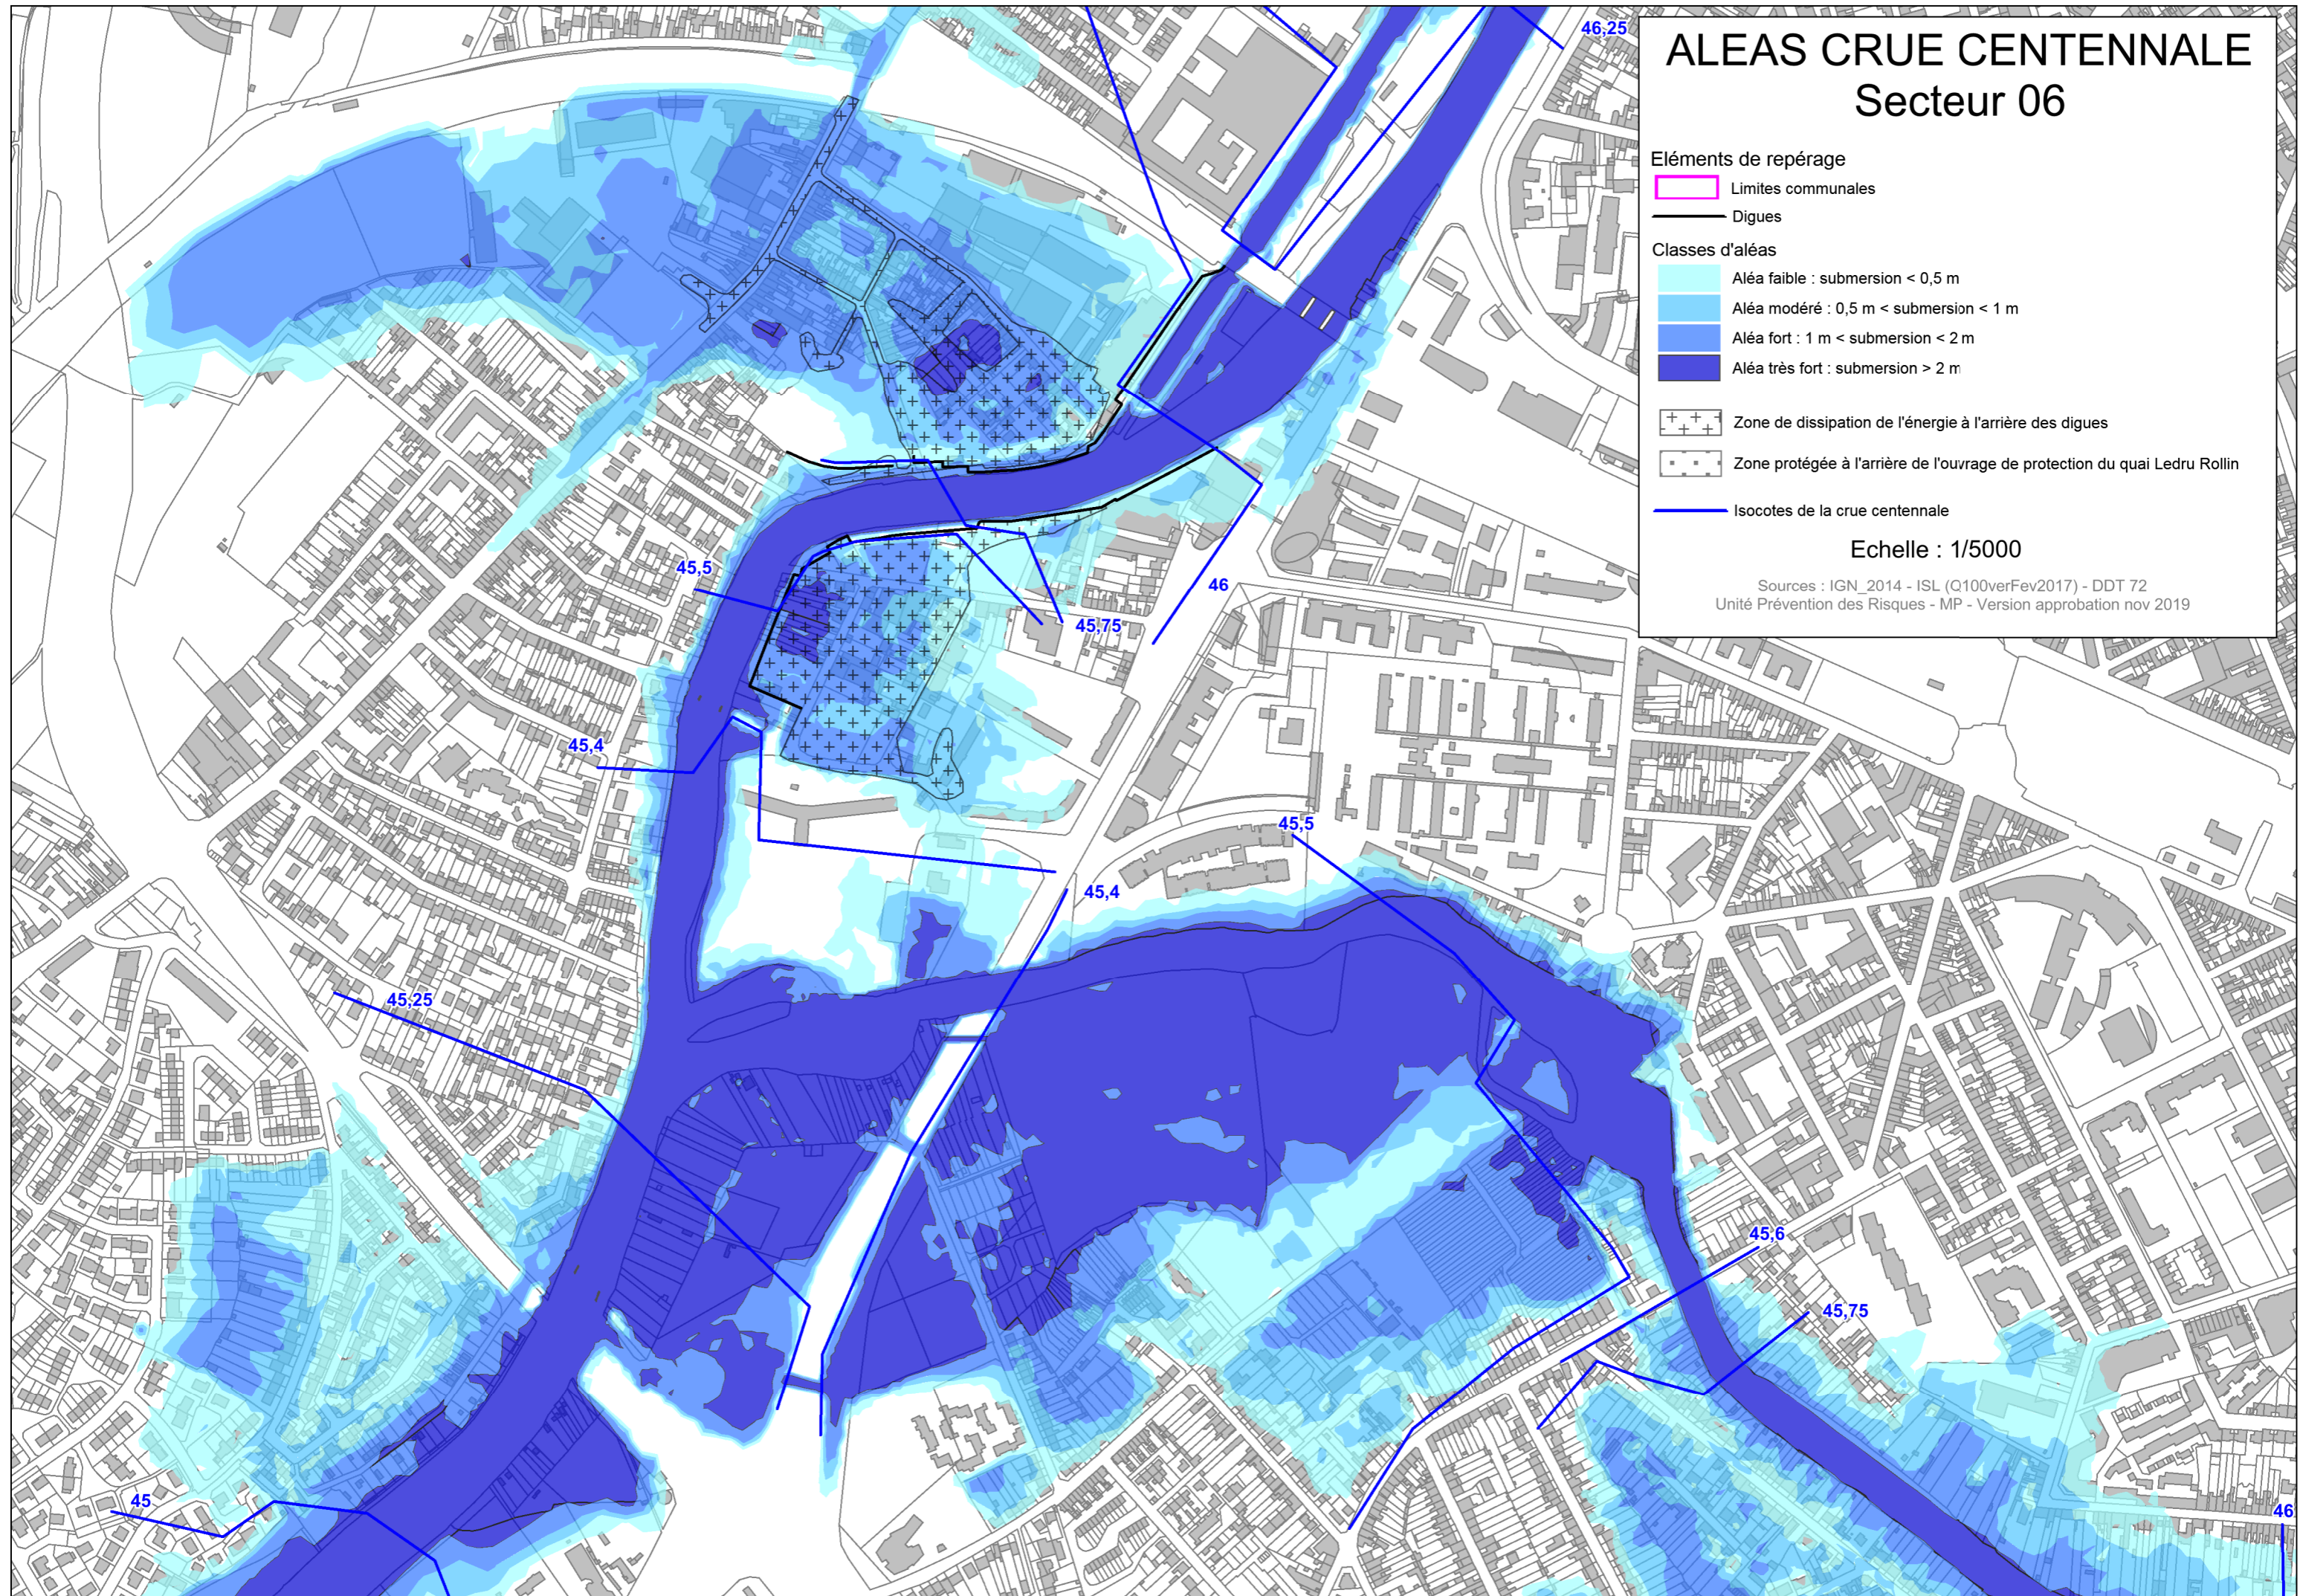 ALEAS CRUE CENTENNALE
Secteur 06
Eléments de repérage
Limites communales
Digues
Classes d'aléas
Aléa faible : submersion < 0,5 m
Aléa modéré : 0,5 m < submersion < 1 m
Aléa fort : 1 m < submersion < 2 m
Aléa très fort : submersion > 2 m
Zone de dissipation de l'énergie à l'arrière des digues
Zone protégée à l'arrière de l'ouvrage de protection du quai Ledru Rollin
Isocotes de la crue centennale
Echelle : 1/5000
Sources : IGN_2014 - ISL (Q100verFev2017) - DDT 72
Unité Prévention des Risques - MP - Version approbation nov 2019
46,25
45,5
46
45,75
45,4
45,5
45,4
45,25
45,6
45,75
45
46